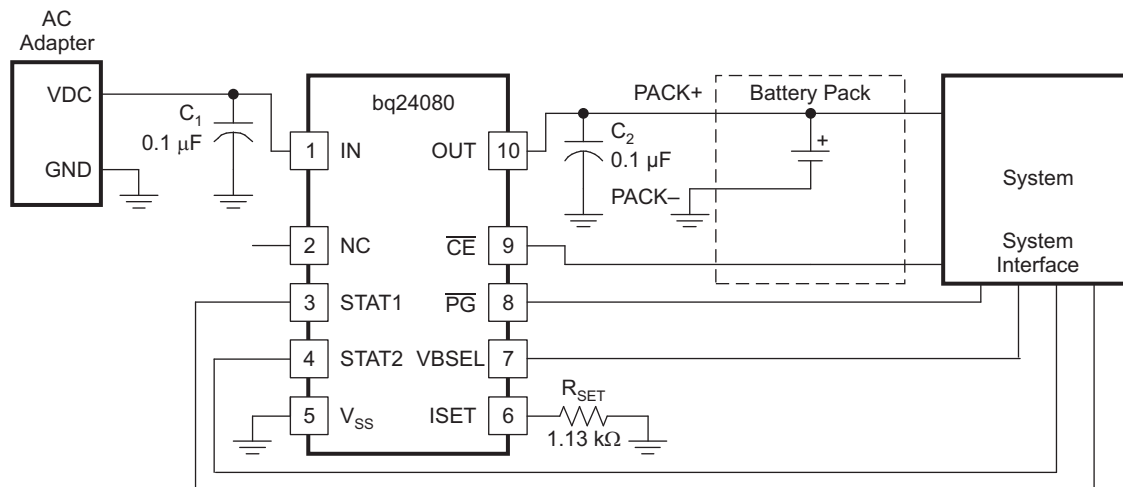 AC
Adapter
VDC
GND
C1
0.1 μF
bq24080
1 IN
OUT 10
2 NC
CE 9
3 STAT1
PG 8
4 STAT2
VBSEL 7
5 VSS
ISET 6
RSET
1.13 kΩ
PACK+
C2
0.1 μF
PACK–
Battery Pack
+
System
System
Interface